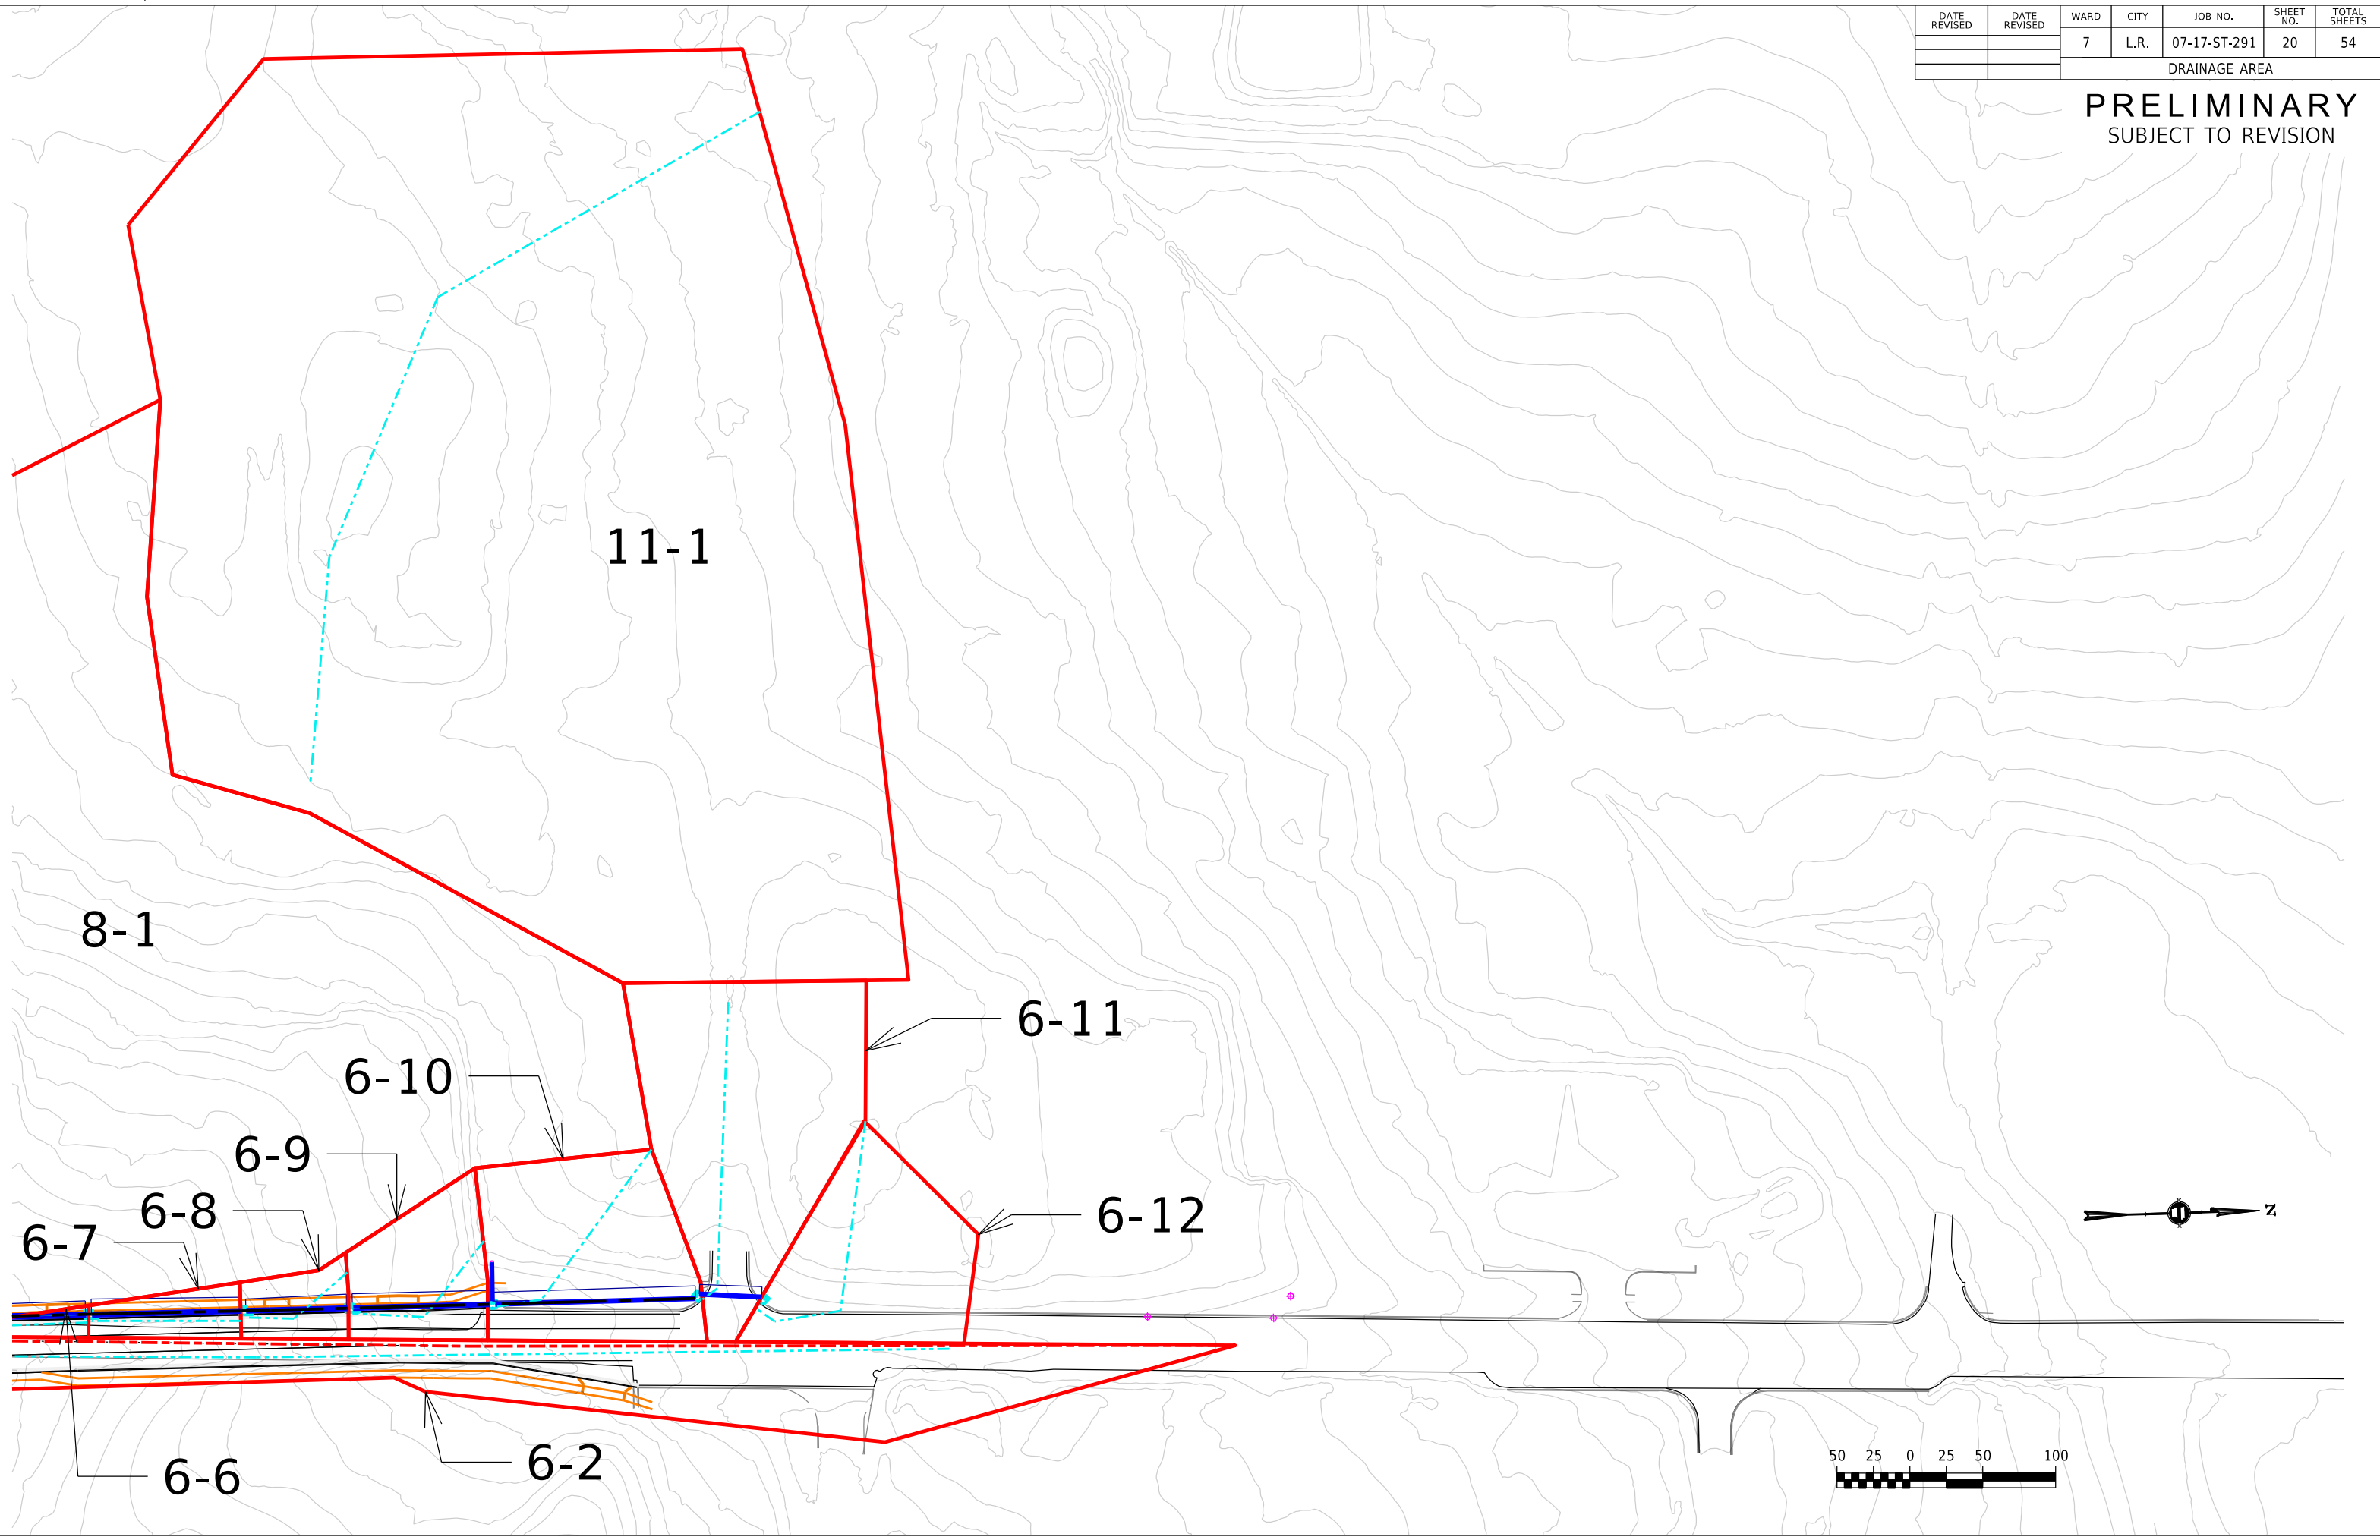 DATE REVISED DATE REVISED WARD CITY JOB NO. SHEET NO. TOTAL SHEETS
7 L.R. 07-17-ST-291 20 54
DRAINAGE AREA
PRELIMINARY
SUBJECT TO REVISION
11-1
8-1
6-11
6-10
6-9
6-8
6-7
6-12
N
6-2
6-6
50 25 0 25 50 100